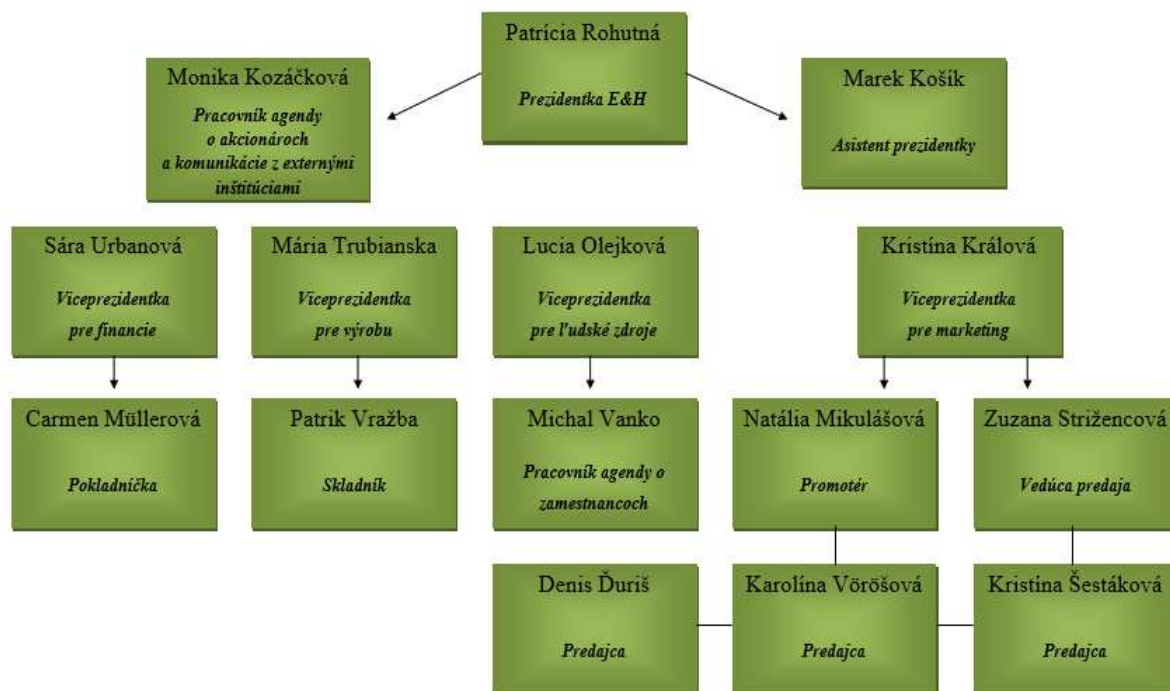 Patrícia Rohutná
Prezidentka E&H
Monika Kozáčková
Pracovník agendy
o akcionároch
a komunikácie z externými
inštitúciami
Marek Košík
Asistent prezidentky
Sára Urbanová
Viceprezidentka
pre financie
Mária Trubianska
Viceprezidentka
pre výrobu
Lucia Olejková
Viceprezidentka
pre ľudské zdroje
Kristína Králová
Viceprezidentka
pre marketing
Carmen Müllerová
Pokladníčka
Patrik Vražba
Skladník
Michal Vanko
Pracovník agendy o
zamestnancoch
Natália Mikulášová
Promotér
Zuzana Strižencová
Vedúca predaja
Denis Ďuriš
Predajca
Karolína Vöröšová
Predajca
Kristína Šestáková
Predajca